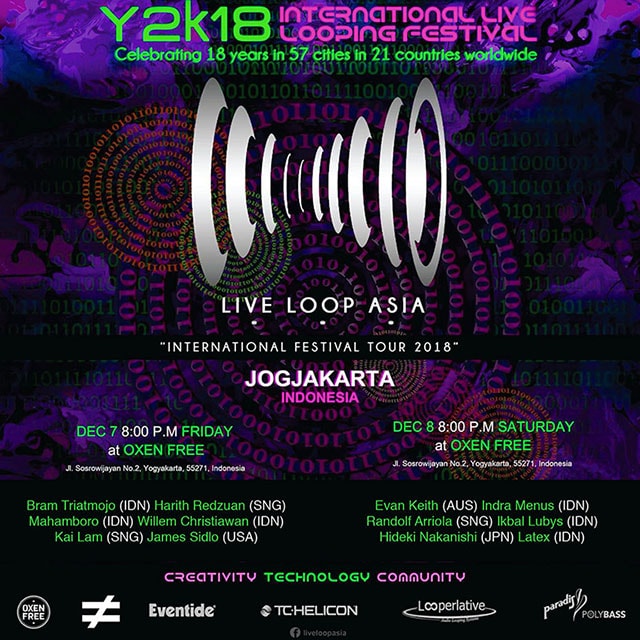 Y2k18 INTERNATIONAL LIVE LOOPING FESTIVAL
Celebrating 18 years in 57 cities in 21 countries worldwide
LIVE LOOP ASIA
"INTERNATIONAL FESTIVAL TOUR 2018"
JOGJAKARTA
INDONESIA
DEC 7 8:00 P.M FRIDAY
at OXEN FREE
Jl. Sosrowijayan No.2, Yogyakarta, 55271, Indonesia
DEC 8 8:00 P.M SATURDAY
at OXEN FREE
Jl. Sosrowijayan No.2, Yogyakarta, 55271, Indonesia
Bram Triatmojo (IDN) Harith Redzuan (SNG)
Mahamboro (IDN) Willem Christiawan (IDN)
Kai Lam (SNG) James Sidlo (USA)
Evan Keith (AUS) Indra Menus (IDN)
Randolf Arriola (SNG) Ikbal Lubys (IDN)
Hideki Nakanishi (JPN) Latex (IDN)
CREATIVITY TECHNOLOGY COMMUNITY
OXEN FREE
Eventide
TC·HELICON
Looperlative
Audio Looping Systems
paradis POLYBASS
liveloopasia